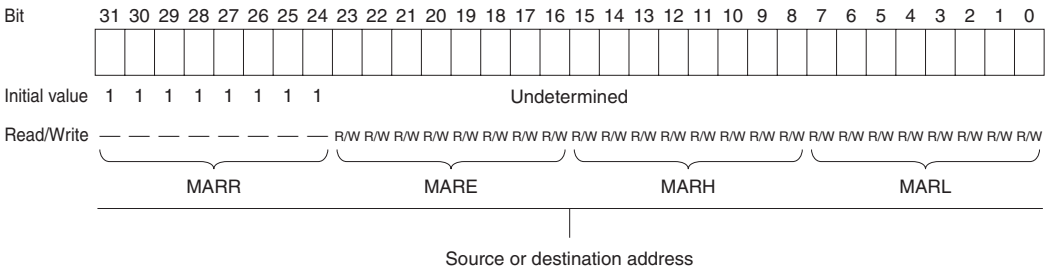 Bit 31 30 29 28 27 26 25 24 23 22 21 20 19 18 17 16 15 14 13 12 11 10 9 8 7 6 5 4 3 2 1 0
Initial value 1 1 1 1 1 1 1 1 Undetermined
Read/Write — — — — — — — — R/W R/W R/W R/W R/W R/W R/W R/W R/W R/W R/W R/W R/W R/W R/W R/W R/W R/W R/W R/W R/W R/W R/W R/W
MARR MARE MARH MARL
Source or destination address